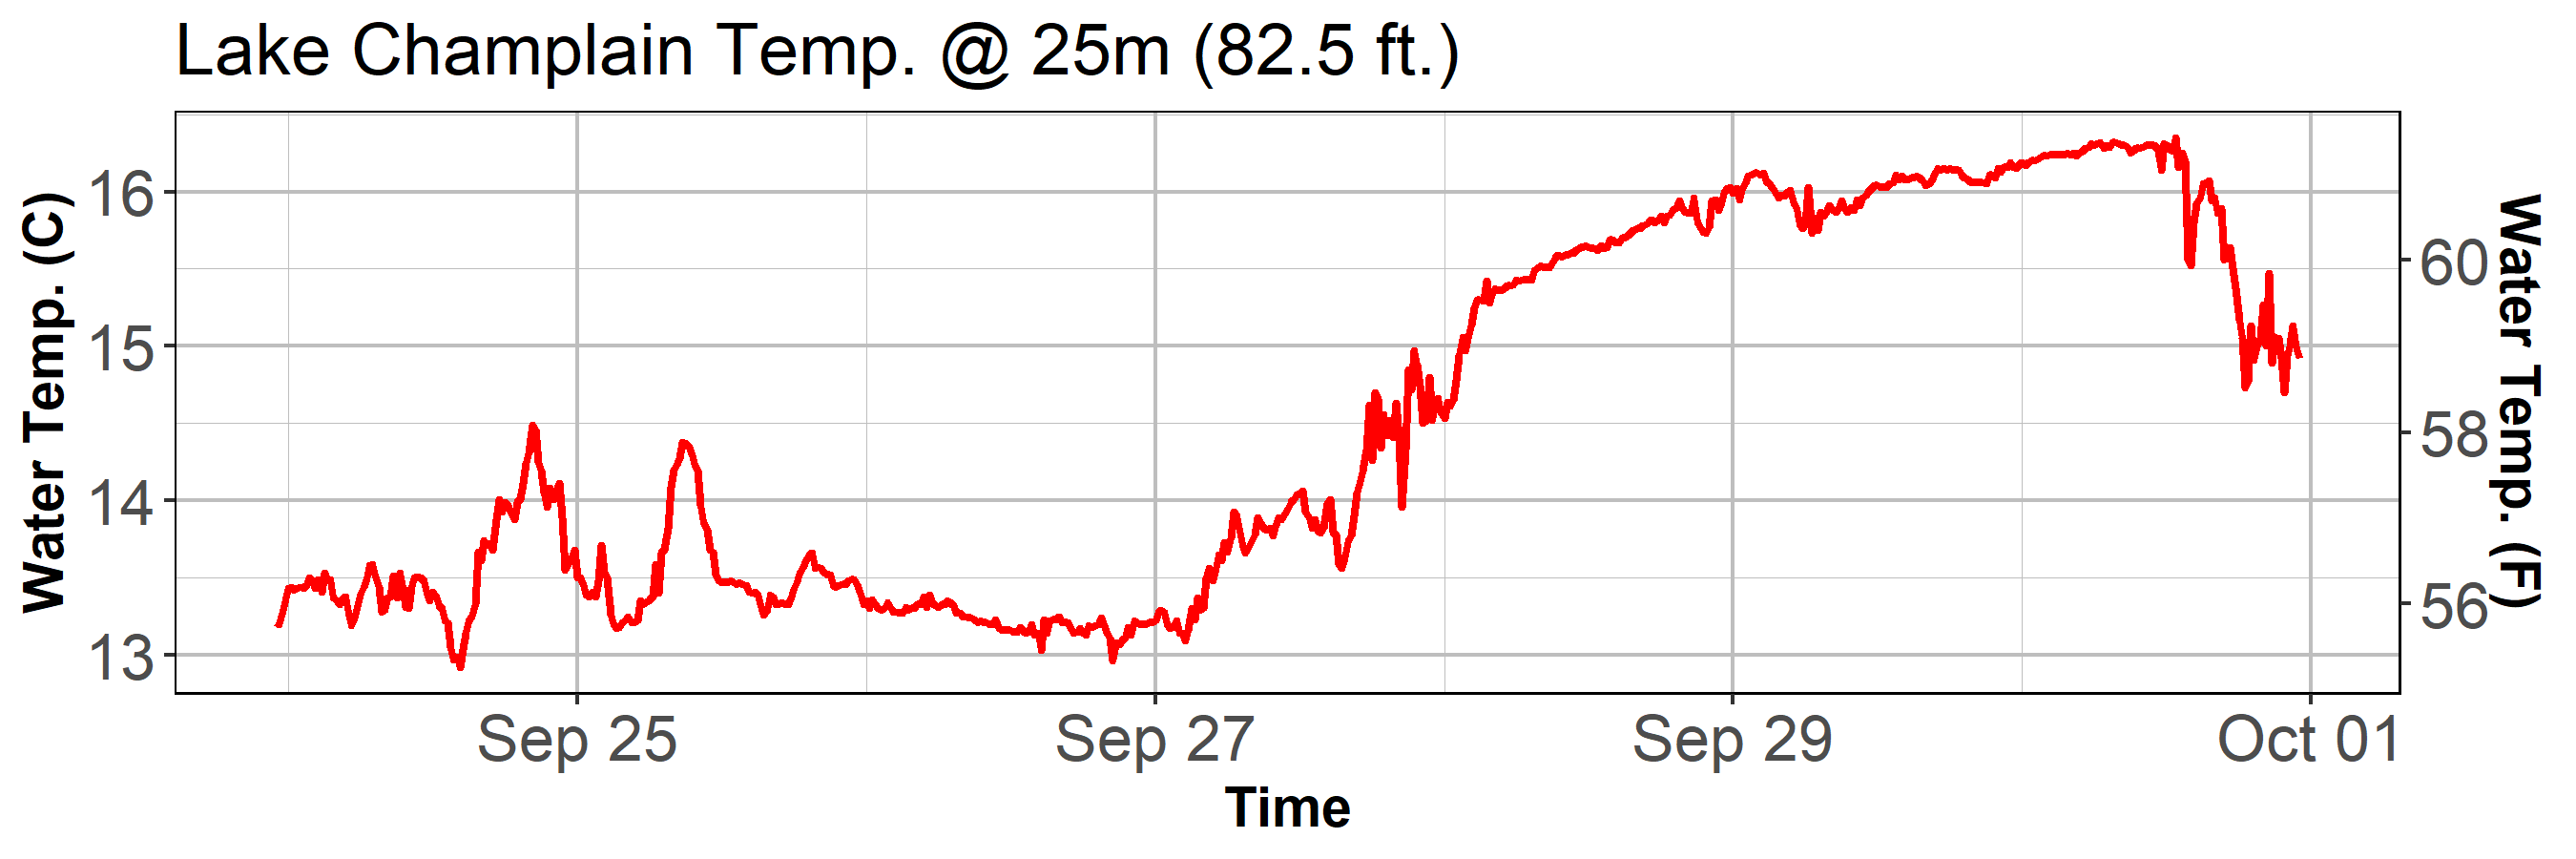 Lake Champlain Temp. @ 25m (82.5 ft.)
Water Temp. (C)
16
15
14
13
60
58
56
Water Temp. (F)
Sep 25
Sep 27
Sep 29
Oct 01
Time